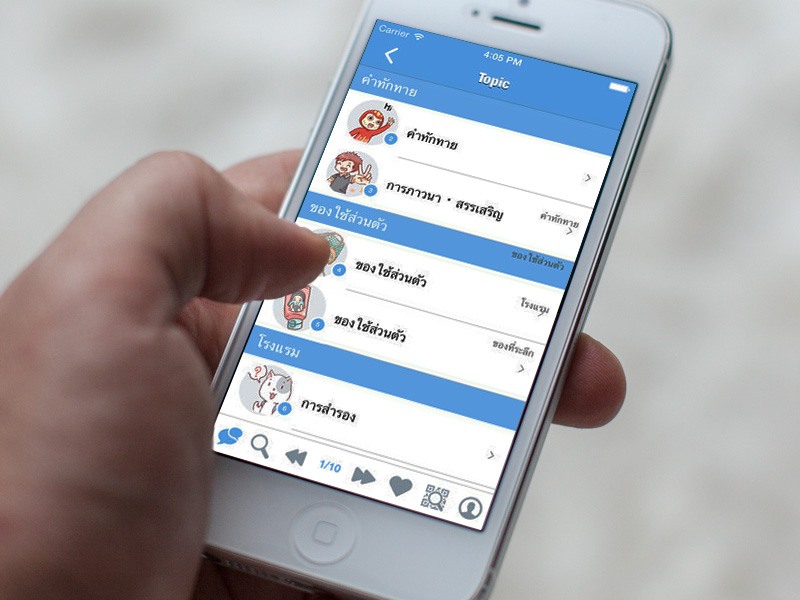 Carrier
4:05 PM
Topic
คำทักทาย
Hi
2
คำทักทาย
3
การภาวนา • สรรเสริญ
คำทักทาย
ของใช้ส่วนตัว
ของใช้ส่วนตัว
4
ของใช้ส่วนตัว
โรงแรม
5
ของใช้ส่วนตัว
ของที่ระลึก
โรงแรม
?
6
การสำรอง
1/10